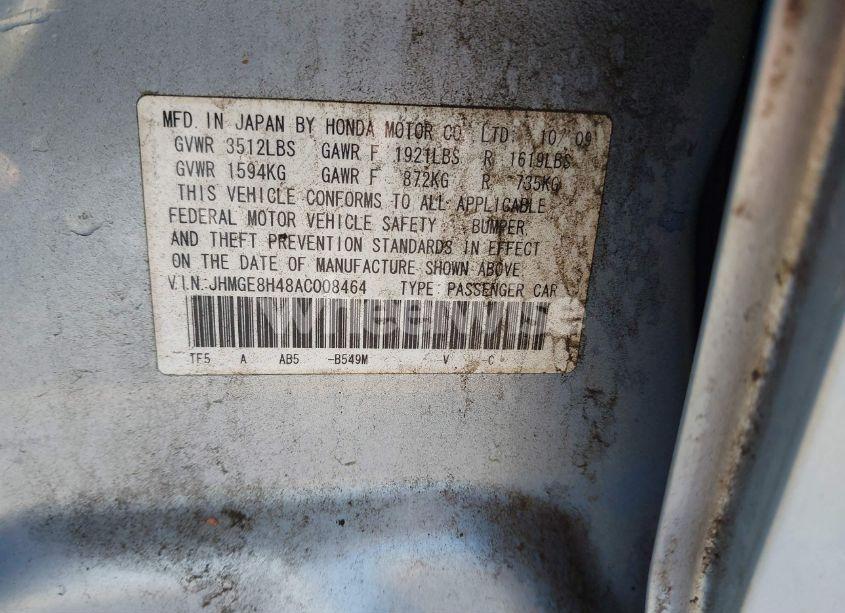 MFD. IN JAPAN BY HONDA MOTOR CO., LTD. 10/09
GVWR 3512LBS GAWR F 1921LBS R 1619LBS
GVWR 1594KG GAWR F 872KG R 735KG
THIS VEHICLE CONFORMS TO ALL APPLICABLE
FEDERAL MOTOR VEHICLE SAFETY BUMPER
AND THEFT PREVENTION STANDARDS IN EFFECT
ON THE DATE OF MANUFACTURE SHOWN ABOVE.
V.I.N.:JHMGE8H48AC008464 TYPE: PASSENGER CAR
TF5 A AB5 -B549M V C